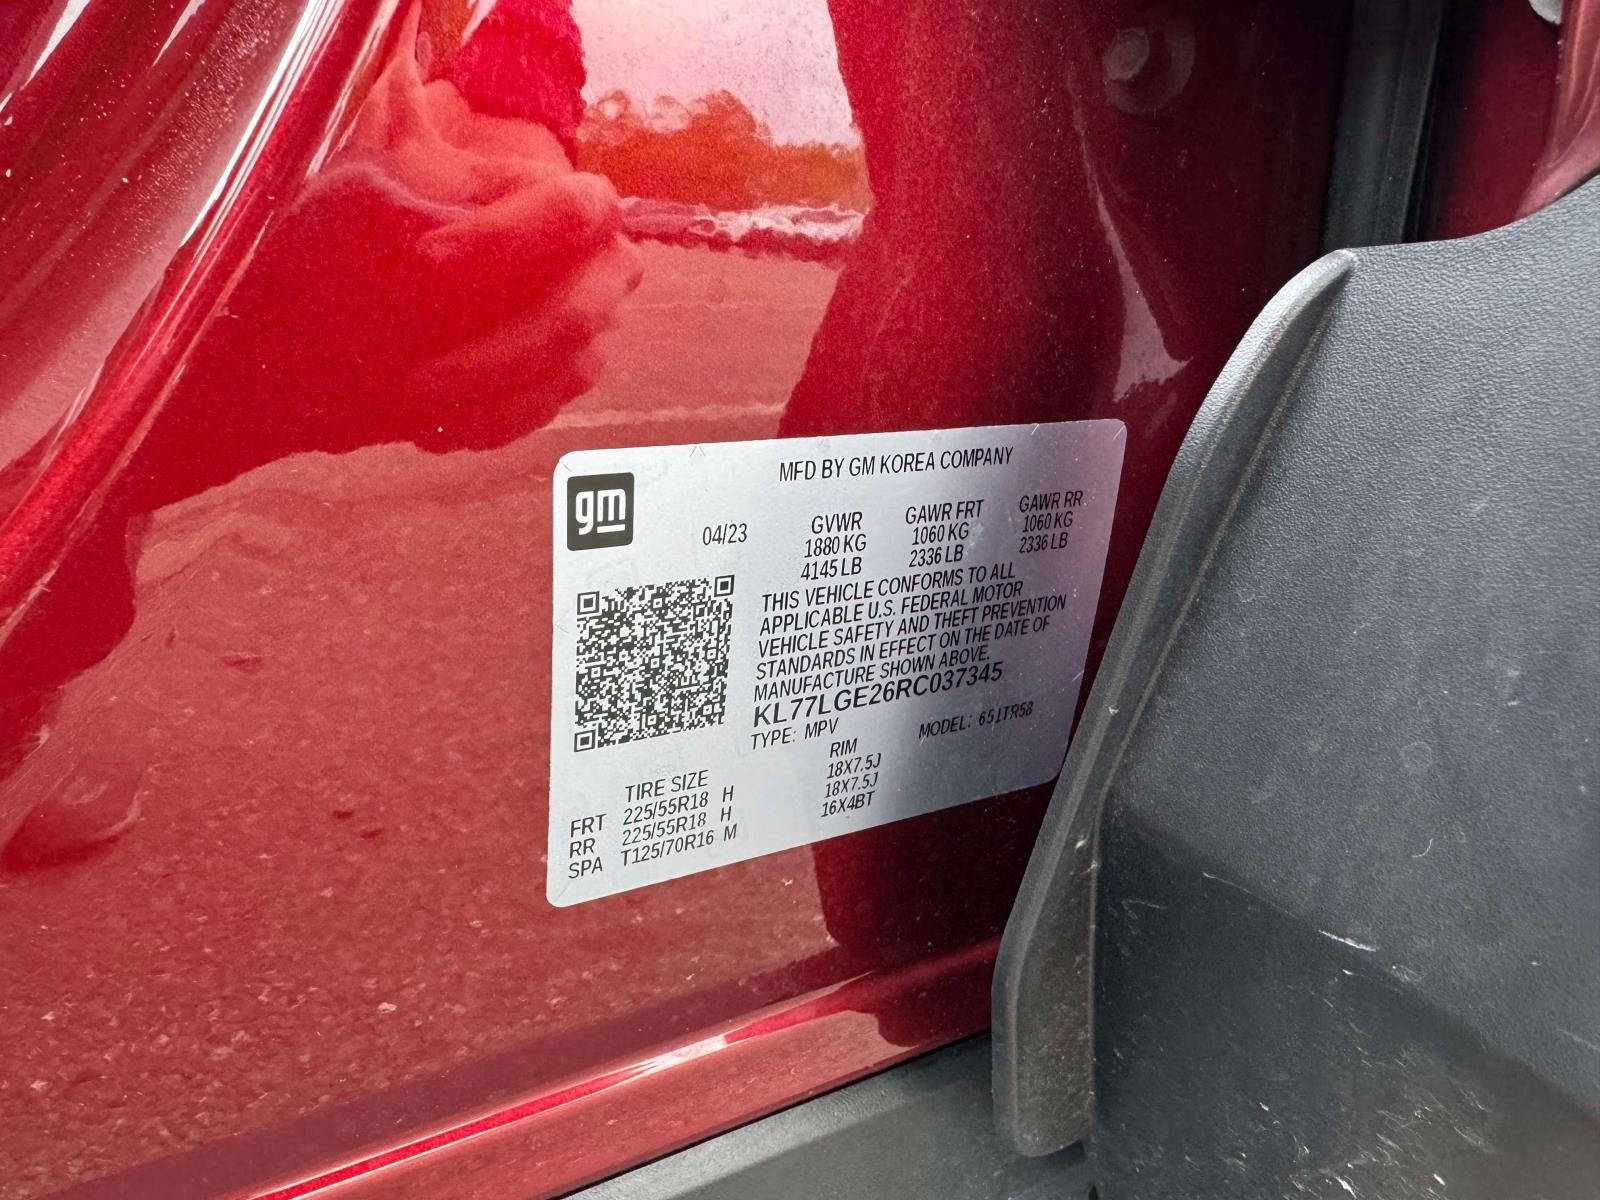 MFD BY GM KOREA COMPANY
gm
04/23
GVWR GAWR FRT GAWR RR
1880 KG 1060 KG 1060 KG
4145 LB 2336 LB 2336 LB
THIS VEHICLE CONFORMS TO ALL
APPLICABLE U.S. FEDERAL MOTOR
VEHICLE SAFETY AND THEFT PREVENTION
STANDARDS IN EFFECT ON THE DATE OF
MANUFACTURE SHOWN ABOVE.
KL77LGE26RC037345
TYPE: MPV MODEL: 651TR58
TIRE SIZE RIM
FRT 225/55R18 H 18X7.5J
RR 225/55R18 H 18X7.5J
SPA T125/70R16 M 16X4BT